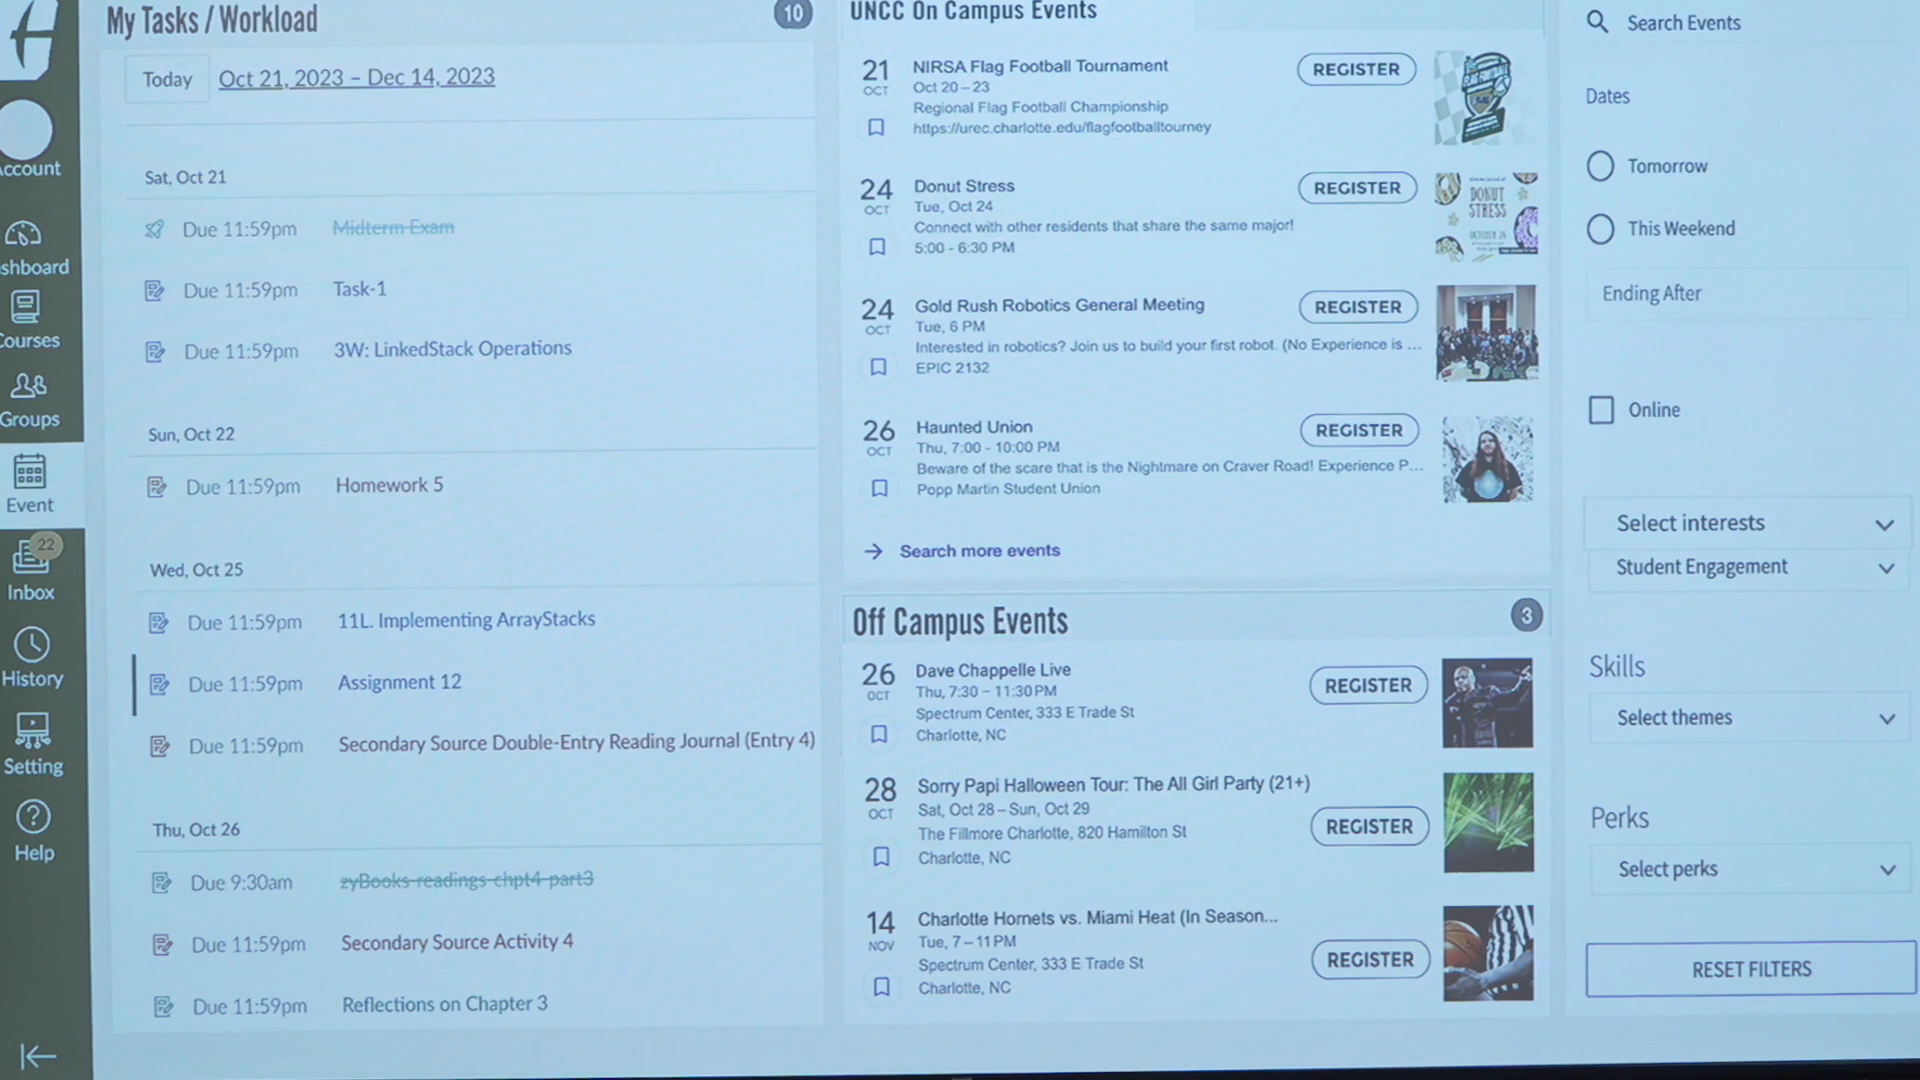 My Tasks / Workload
10
Today
Oct 21, 2023 – Dec 14, 2023
Sat, Oct 21
Due 11:59pm Midterm Exam
Due 11:59pm Task-1
Due 11:59pm 3W: LinkedStack Operations
Sun, Oct 22
Due 11:59pm Homework 5
Wed, Oct 25
Due 11:59pm 11L. Implementing ArrayStacks
Due 11:59pm Assignment 12
Due 11:59pm Secondary Source Double-Entry Reading Journal (Entry 4)
Thu, Oct 26
Due 9:30am zyBooks readings chpt4-part3
Due 11:59pm Secondary Source Activity 4
Due 11:59pm Reflections on Chapter 3
Account
shboard
Courses
Groups
Event
22
Inbox
History
Setting
Help
UNCC On Campus Events
21 OCT
NIRSA Flag Football Tournament
REGISTER
Oct 20 – 23
Regional Flag Football Championship
https://urec.charlotte.edu/flagfootballtourney
24 OCT
Donut Stress
REGISTER
Tue, Oct 24
Connect with other residents that share the same major!
5:00 - 6:30 PM
DONUT
STRESS
24 OCT
Gold Rush Robotics General Meeting
REGISTER
Tue, 6 PM
Interested in robotics? Join us to build your first robot. (No Experience is ...
EPIC 2132
26 OCT
Haunted Union
REGISTER
Thu, 7:00 - 10:00 PM
Beware of the scare that is the Nightmare on Craver Road! Experience P...
Popp Martin Student Union
Search more events
Off Campus Events
3
26 OCT
Dave Chappelle Live
REGISTER
Thu, 7:30 – 11:30 PM
Spectrum Center, 333 E Trade St
Charlotte, NC
28 OCT
Sorry Papi Halloween Tour: The All Girl Party (21+)
REGISTER
Sat, Oct 28 – Sun, Oct 29
The Fillmore Charlotte, 820 Hamilton St
Charlotte, NC
14 NOV
Charlotte Hornets vs. Miami Heat (In Season...
REGISTER
Tue, 7 – 11 PM
Spectrum Center, 333 E Trade St
Charlotte, NC
Search Events
Dates
Tomorrow
This Weekend
Ending After
Online
Select interests
Student Engagement
Skills
Select themes
Perks
Select perks
RESET FILTERS